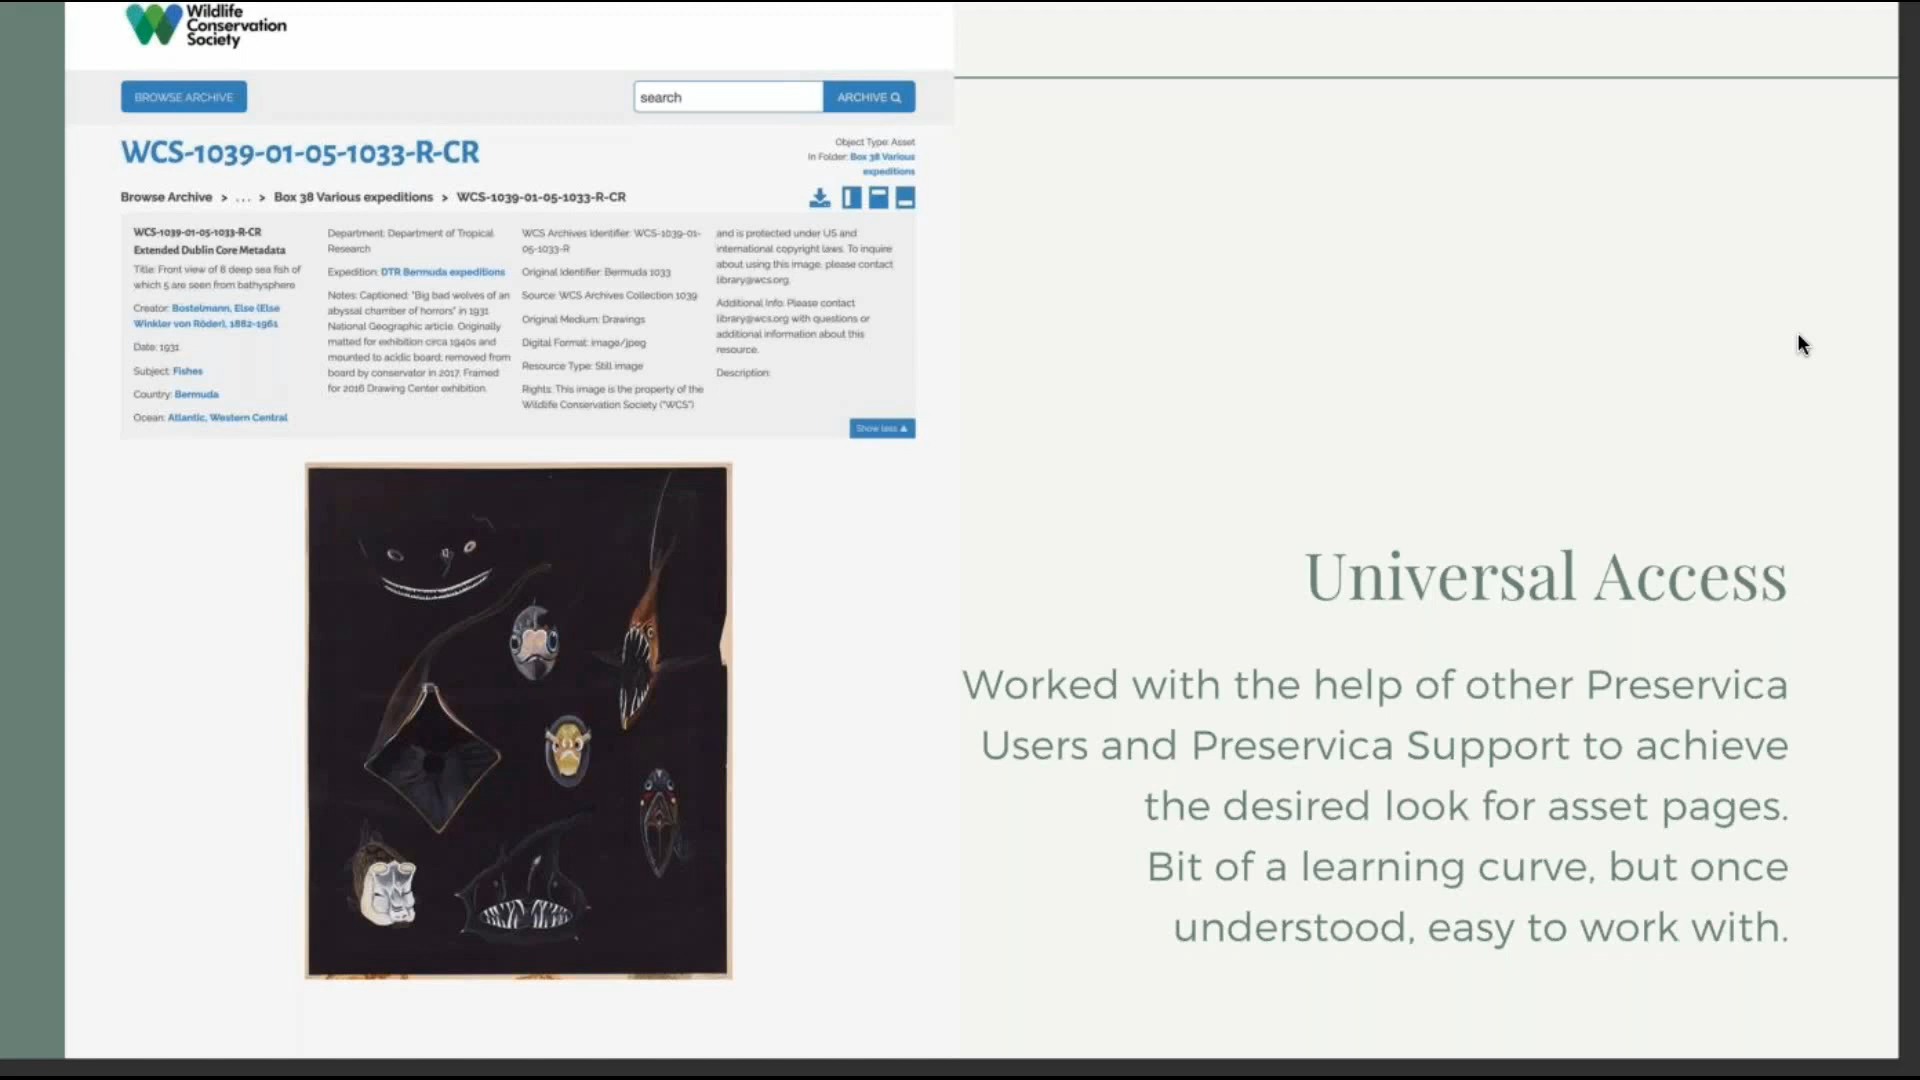 Wildlife
Conservation
Society
BROWSE ARCHIVE
search
ARCHIVE
WCS-1039-01-05-1033-R-CR
Object Type: Asset
In Folder: Box 38 Various
expeditions
Browse Archive > ... > Box 38 Various expeditions > WCS-1039-01-05-1033-R-CR
WCS-1039-01-05-1033-R-CR
Extended Dublin Core Metadata
Title: Front view of 8 deep sea fish of
which 5 are seen from bathysphere
Creator: Bostelmann, Else (Else
Winkler von Röder), 1882-1961
Date: 1931
Subject: Fishes
Country: Bermuda
Ocean: Atlantic, Western Central
Department: Department of Tropical
Research
Expedition: DTR Bermuda expeditions
Notes: Captioned: "Big bad wolves of an
abyssal chamber of horrors" in 1931
National Geographic article. Originally
matted for exhibition circa 1940s and
mounted to acidic board; removed from
board by conservator in 2017. Framed
for 2016 Drawing Center exhibition.
WCS Archives Identifier: WCS-1039-01-
05-1033-R
Original Identifier: Bermuda 1033
Source: WCS Archives Collection 1039
Original Medium: Drawings
Digital Format: image/jpeg
Resource Type: Still image
Rights: This image is the property of the
Wildlife Conservation Society ("WCS")
and is protected under US and
international copyright laws. To inquire
about using this image, please contact
library@wcs.org.
Additional Info: Please contact
library@wcs.org with questions or
additional information about this
resource.
Description:
Show less
Universal Access
Worked with the help of other Preservica
Users and Preservica Support to achieve
the desired look for asset pages.
Bit of a learning curve, but once
understood, easy to work with.